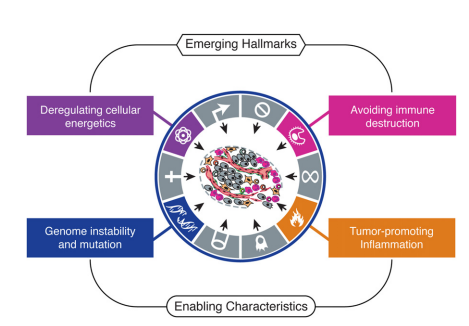 Emerging Hallmarks
Deregulating cellular
energetics
Avoiding immune
destruction
Genome instability
and mutation
Tumor-promoting
Inflammation
Enabling Characteristics